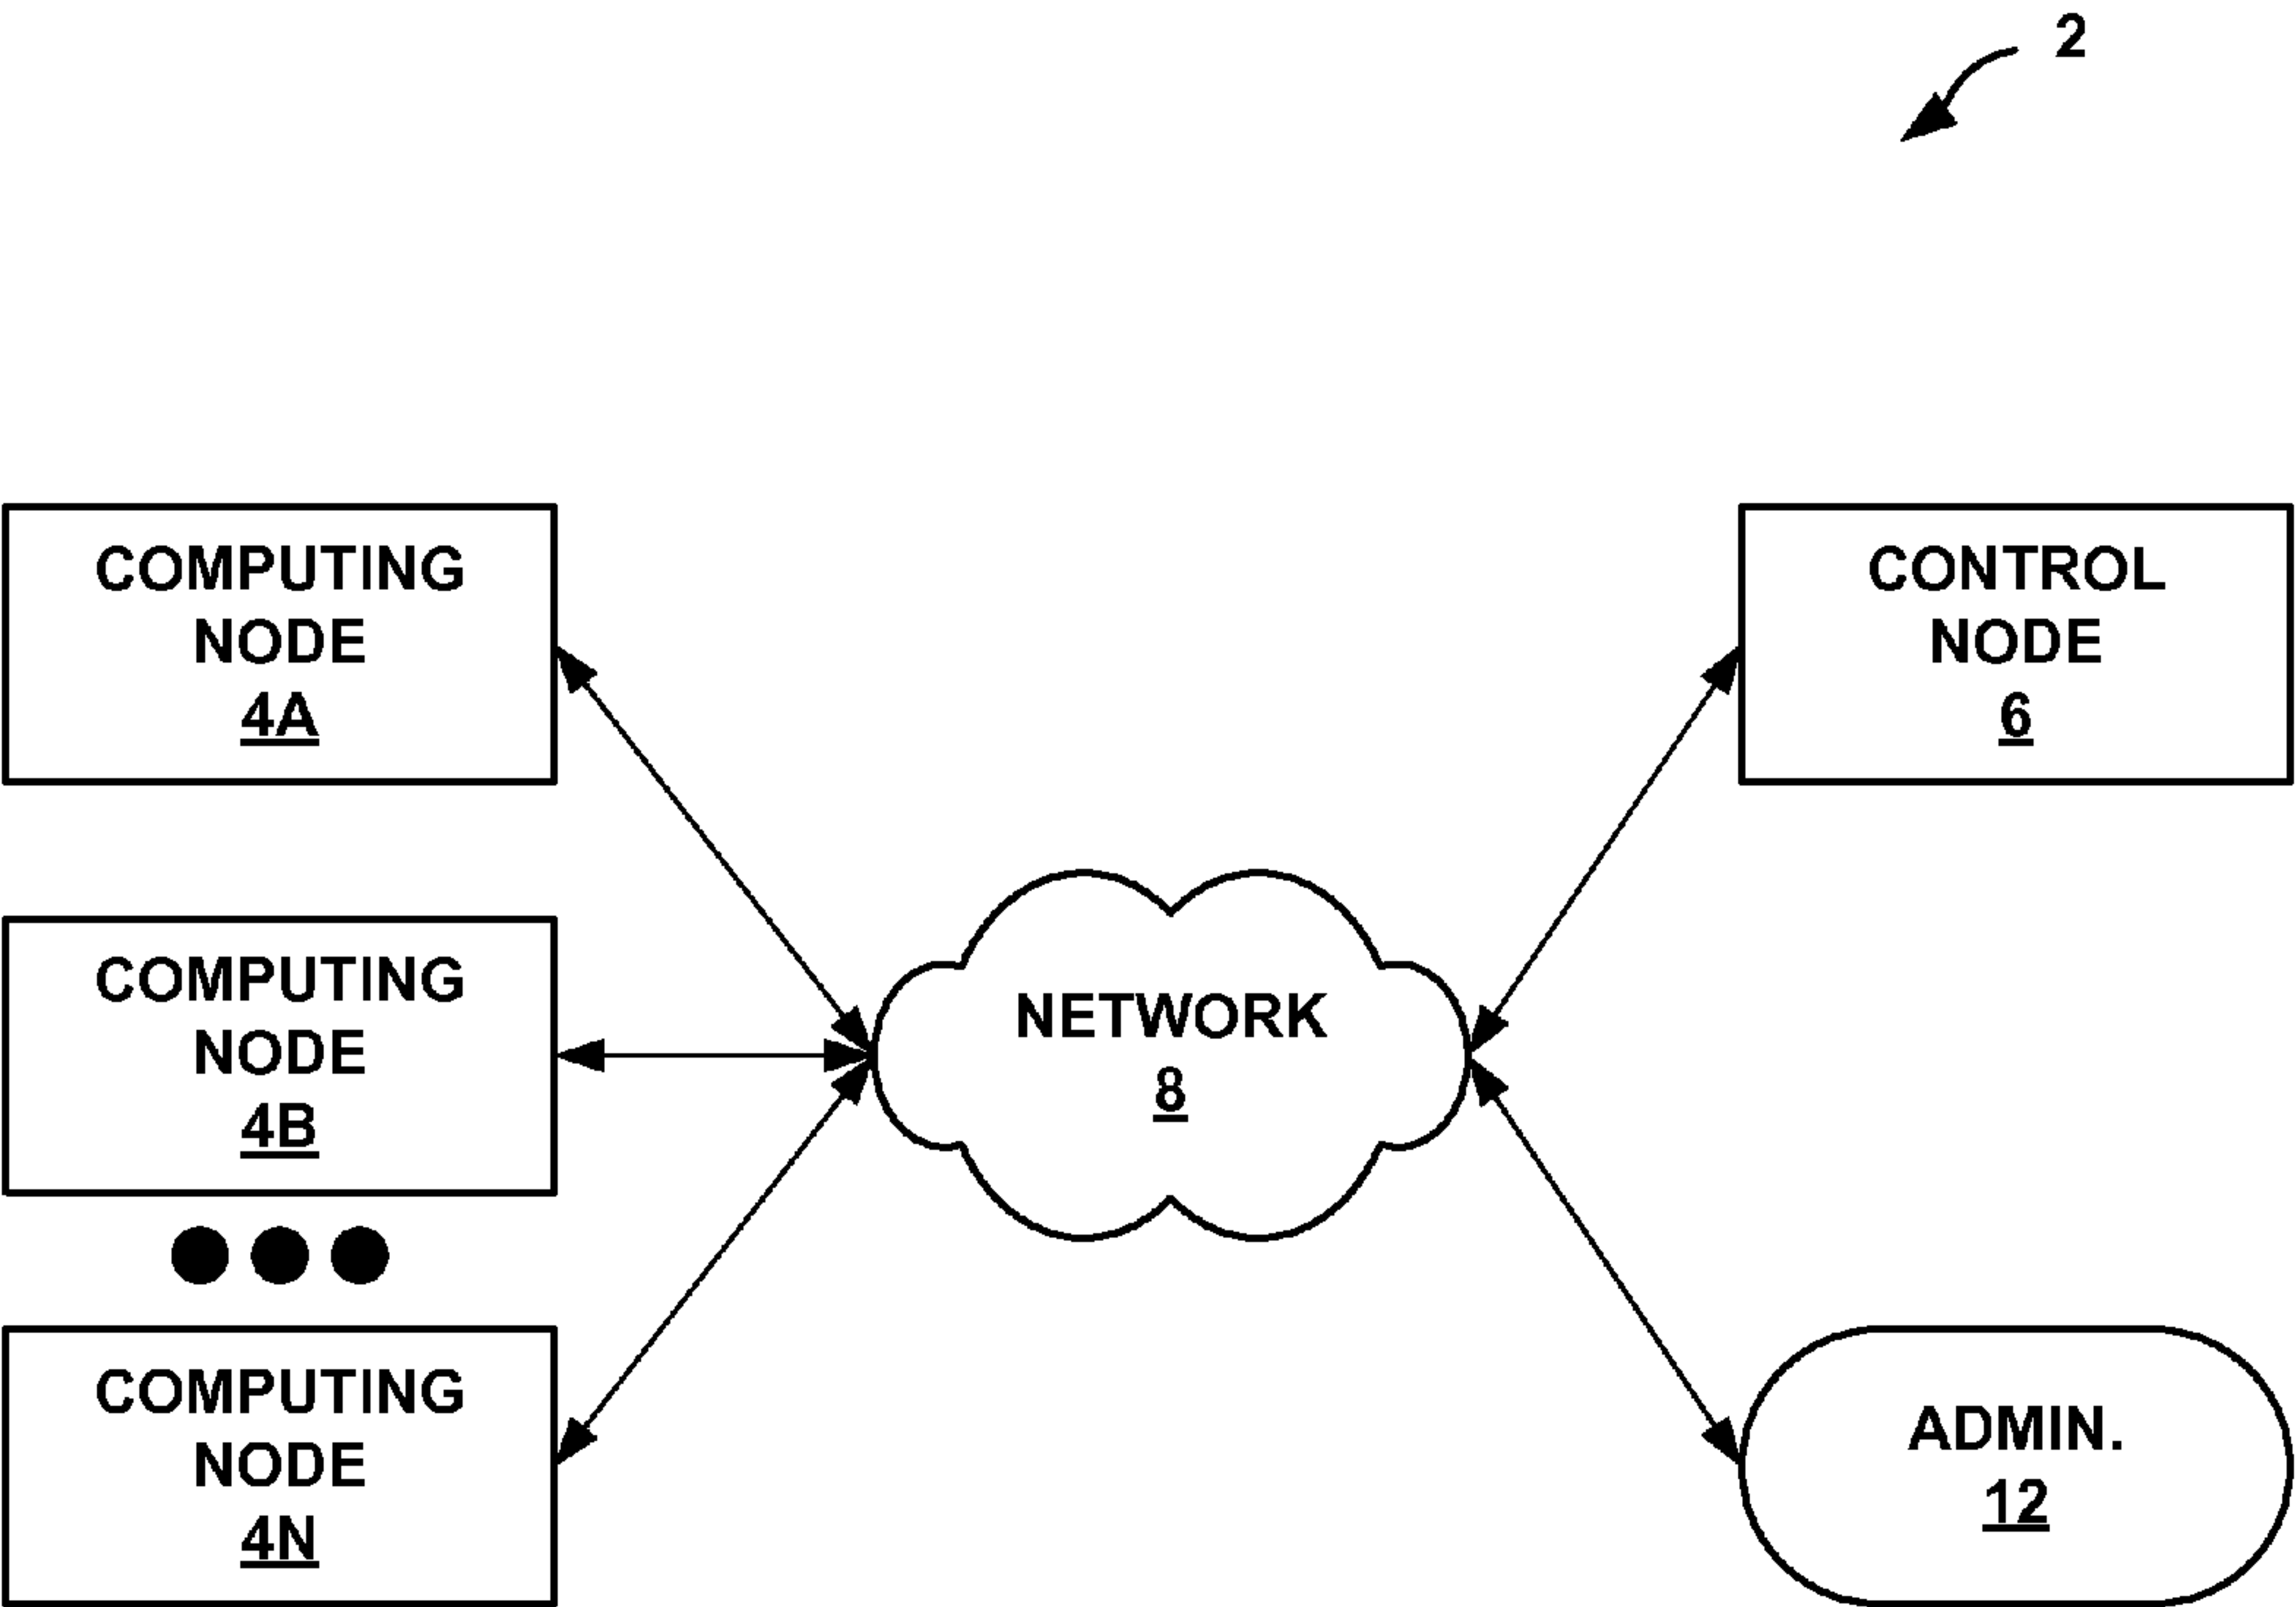 2
COMPUTING
NODE
4A
CONTROL
NODE
6
COMPUTING
NODE
4B
NETWORK
8
COMPUTING
NODE
4N
ADMIN.
12